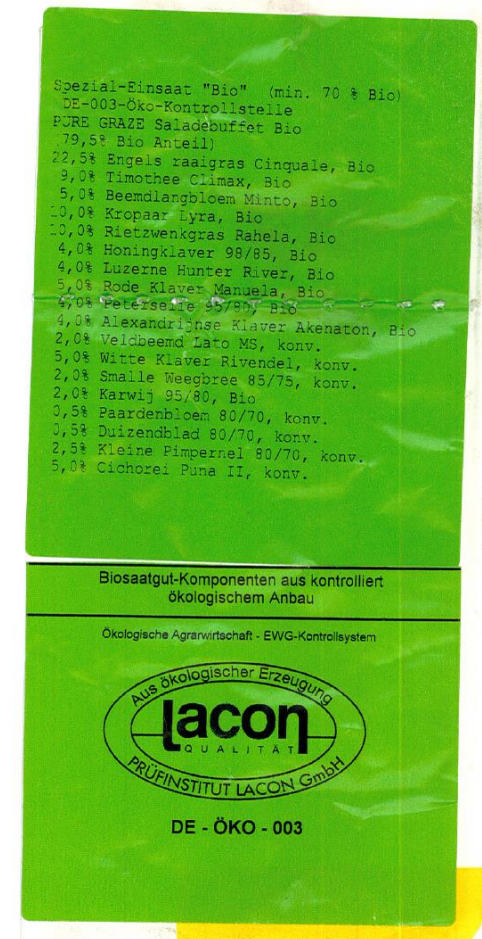 Spezial-Einsaat "Bio" (min. 70 % Bio)
DE-003-Öko-Kontrollstelle
PURE GRAZE Saladebuffet Bio
(79,5% Bio Anteil)
22,5% Engels raaigras Cinquale, Bio
9,0% Timothee Climax, Bio
5,0% Beemdlangbloem Minto, Bio
10,0% Kropaar Lyra, Bio
10,0% Rietzwenkgras Rahela, Bio
4,0% Honingklaver 98/85, Bio
4,0% Luzerne Hunter River, Bio
5,0% Rode Klaver Manuela, Bio
4,0% Peterselie 95/80, Bio
4,0% Alexandrijnse Klaver Akenaton, Bio
2,0% Veldbeemd Lato MS, konv.
5,0% Witte Klaver Rivendel, konv.
2,0% Smalle Weegbree 85/75, konv.
2,0% Karwij 95/80, Bio
0,5% Paardenbloem 80/70, konv.
0,5% Duizendblad 80/70, konv.
2,5% Kleine Pimpernel 80/70, konv.
5,0% Cichorei Puna II, konv.
Biosaatgut-Komponenten aus kontrolliert
ökologischem Anbau
Ökologische Agrarwirtschaft - EWG-Kontrollsystem
Aus ökologischer Erzeugung
lacon
QUALITÄT
PRÜFINSTITUT LACON GmbH
DE - ÖKO - 003